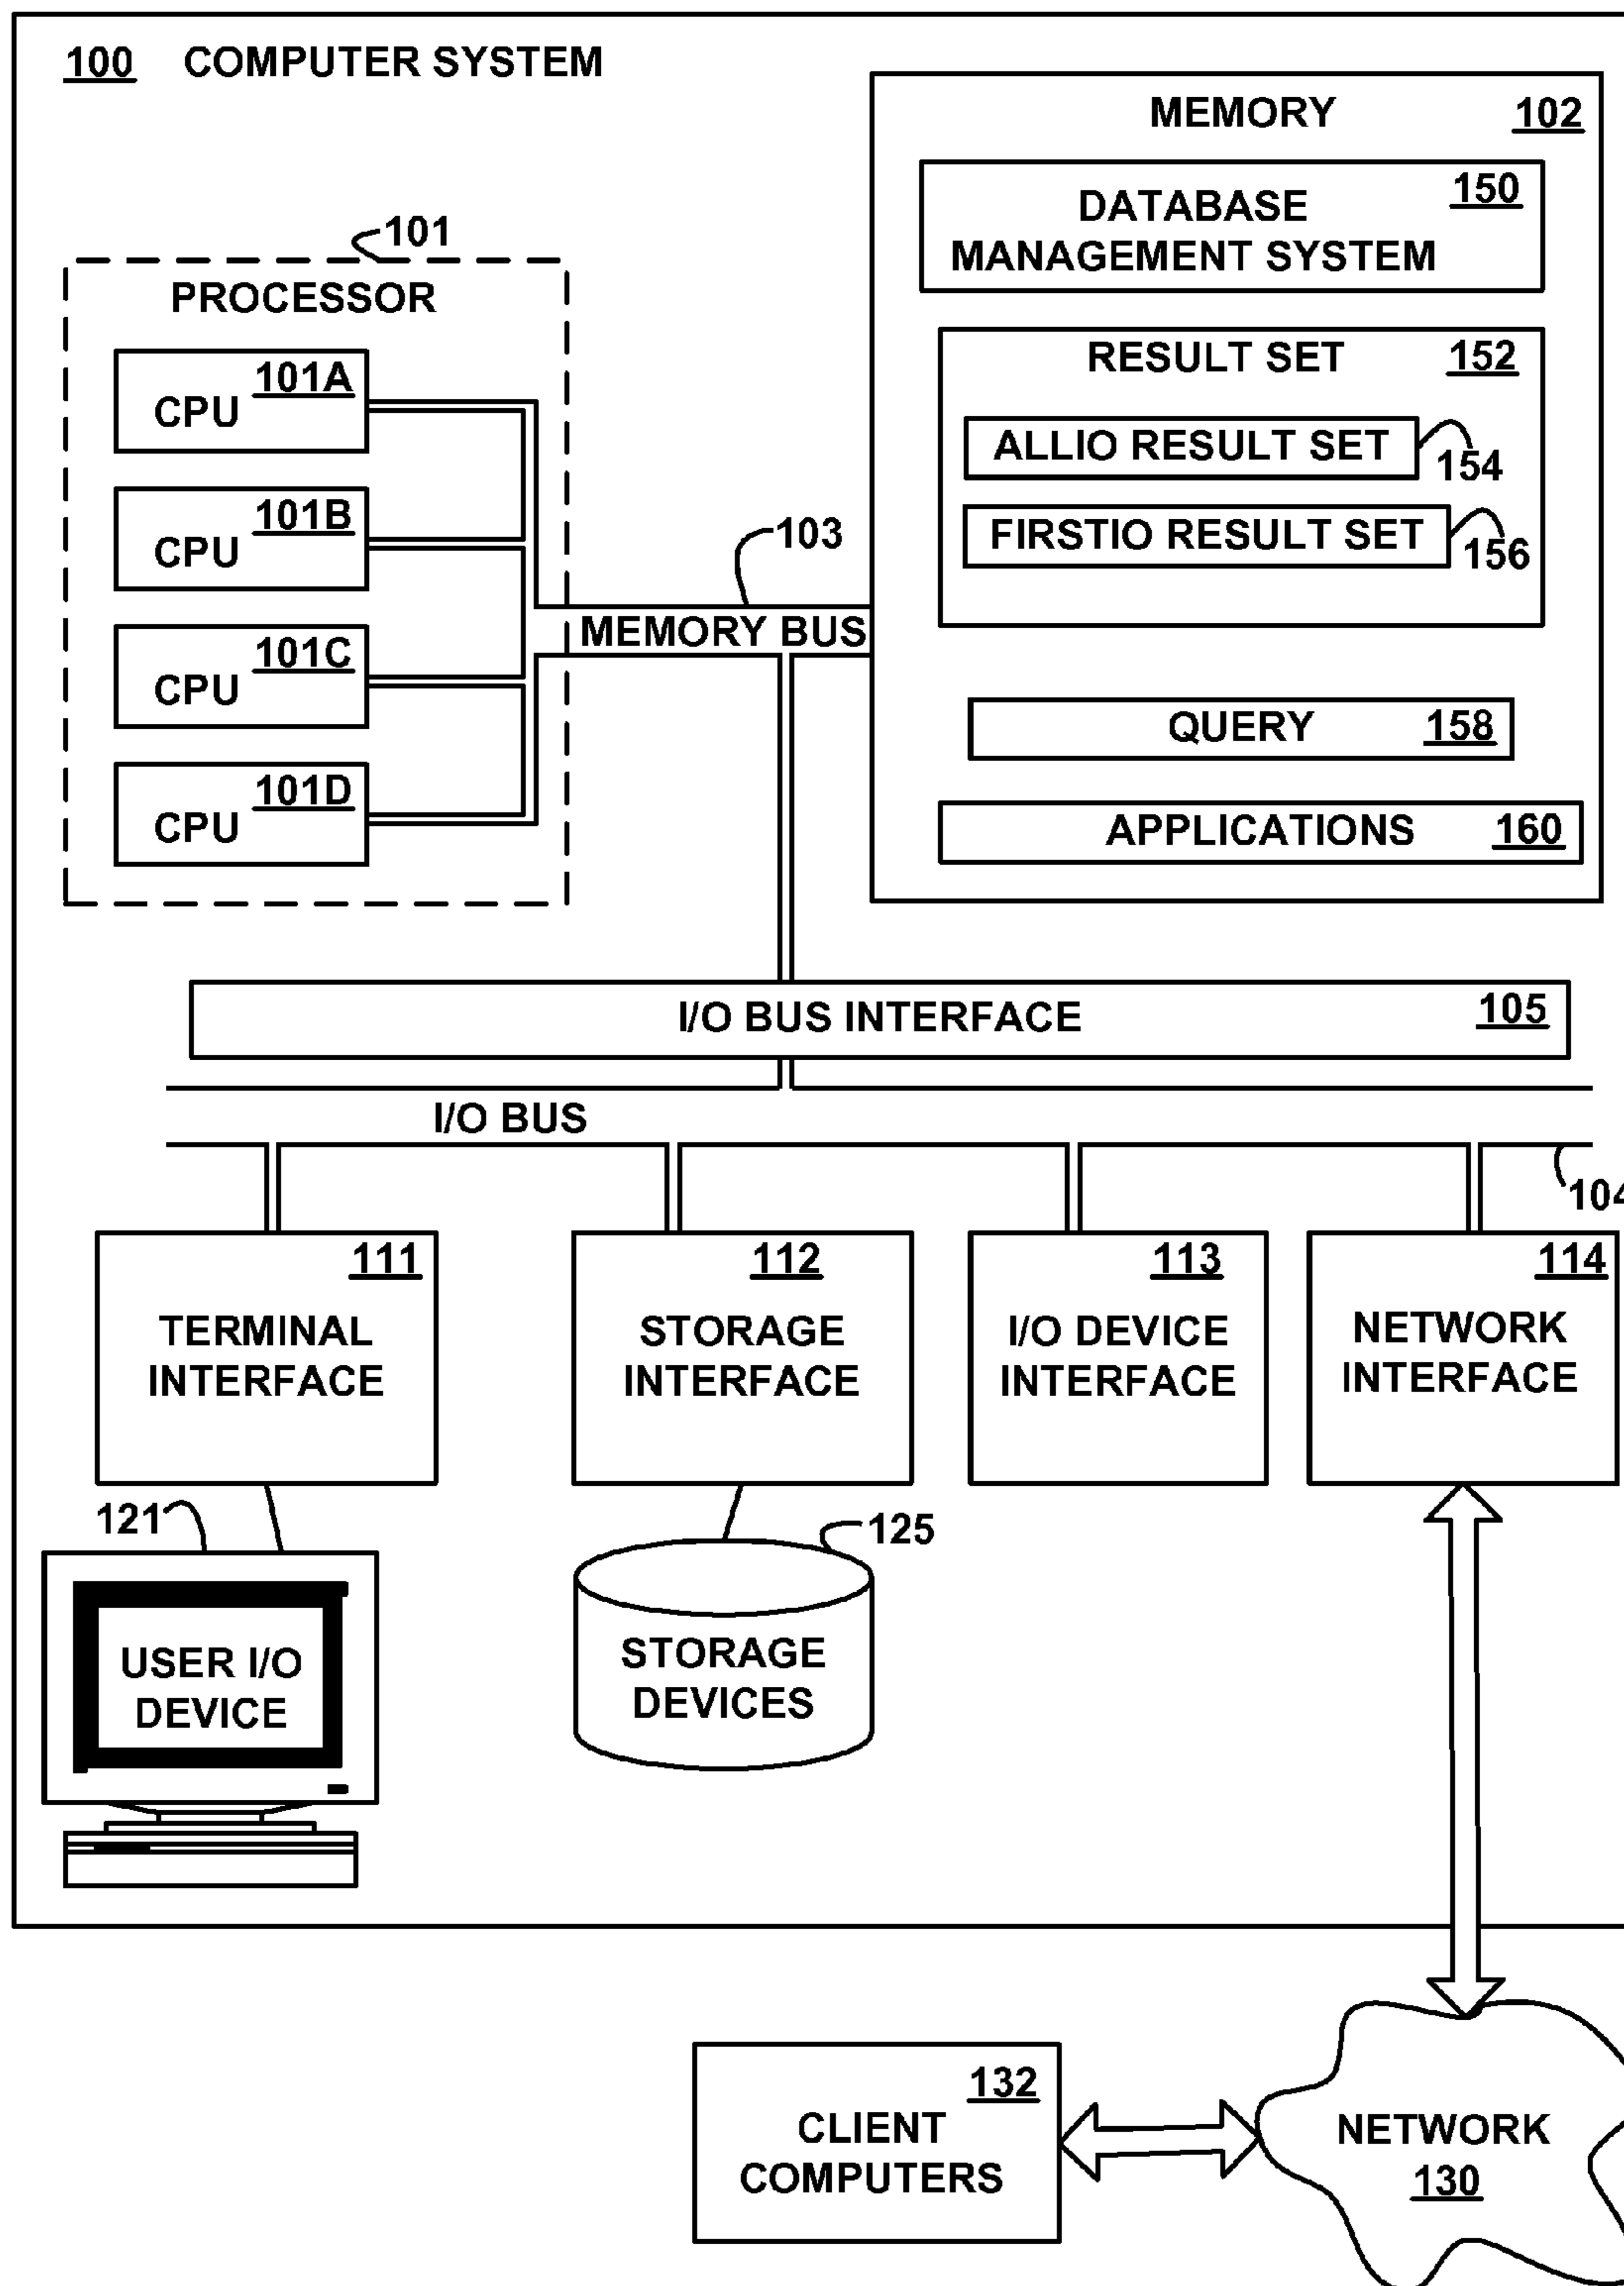 100 COMPUTER SYSTEM
MEMORY 102
150
DATABASE
MANAGEMENT SYSTEM
RESULT SET 152
ALLIO RESULT SET
154
FIRSTIO RESULT SET
156
QUERY 158
APPLICATIONS 160
101
PROCESSOR
101A
CPU
101B
CPU
101C
CPU
101D
CPU
103
MEMORY BUS
I/O BUS INTERFACE 105
I/O BUS
104
111
TERMINAL
INTERFACE
112
STORAGE
INTERFACE
113
I/O DEVICE
INTERFACE
114
NETWORK
INTERFACE
121
USER I/O
DEVICE
125
STORAGE
DEVICES
132
CLIENT
COMPUTERS
NETWORK
130